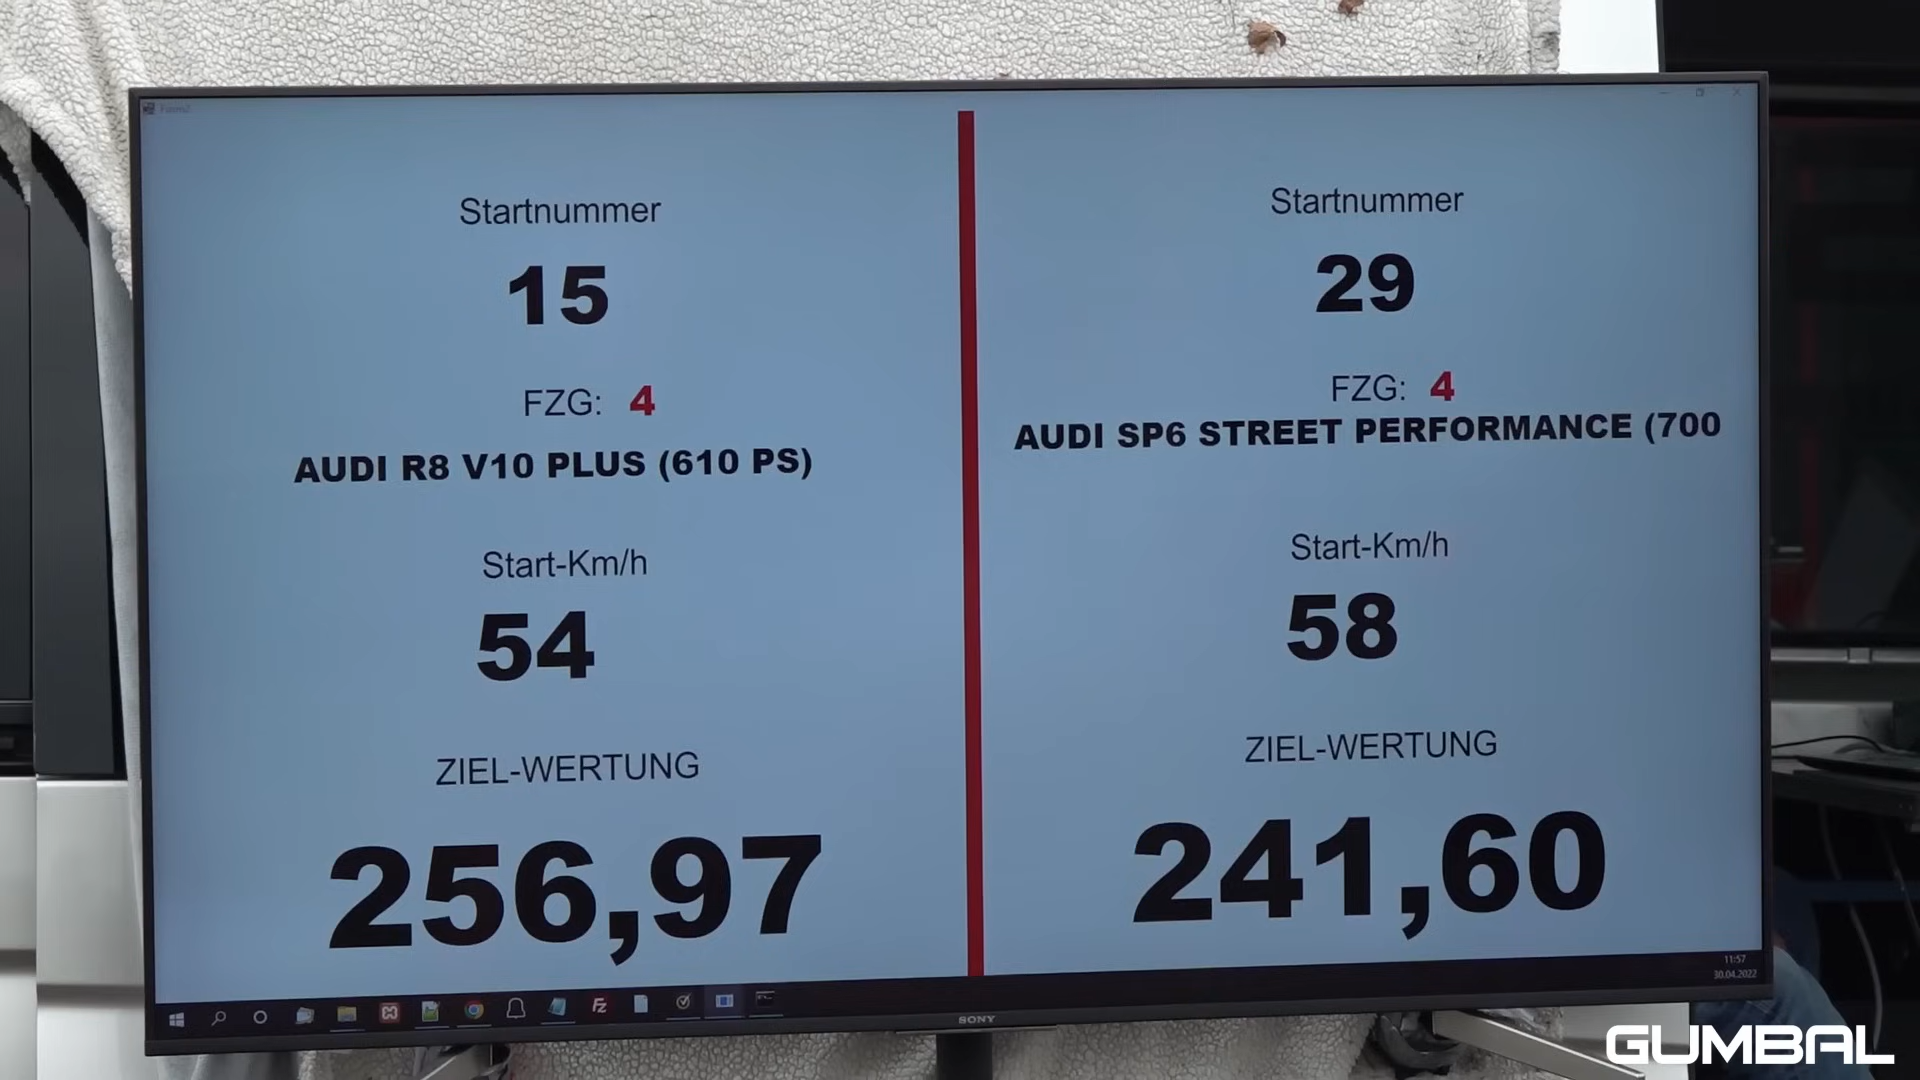 Startnummer
15
FZG: 4
AUDI R8 V10 PLUS (610 PS)
Start-Km/h
54
ZIEL-WERTUNG
256,97
Startnummer
29
FZG: 4
AUDI SP6 STREET PERFORMANCE (700
Start-Km/h
58
ZIEL-WERTUNG
241,60
11:57
30.04.2022
SONY
GUMBAL